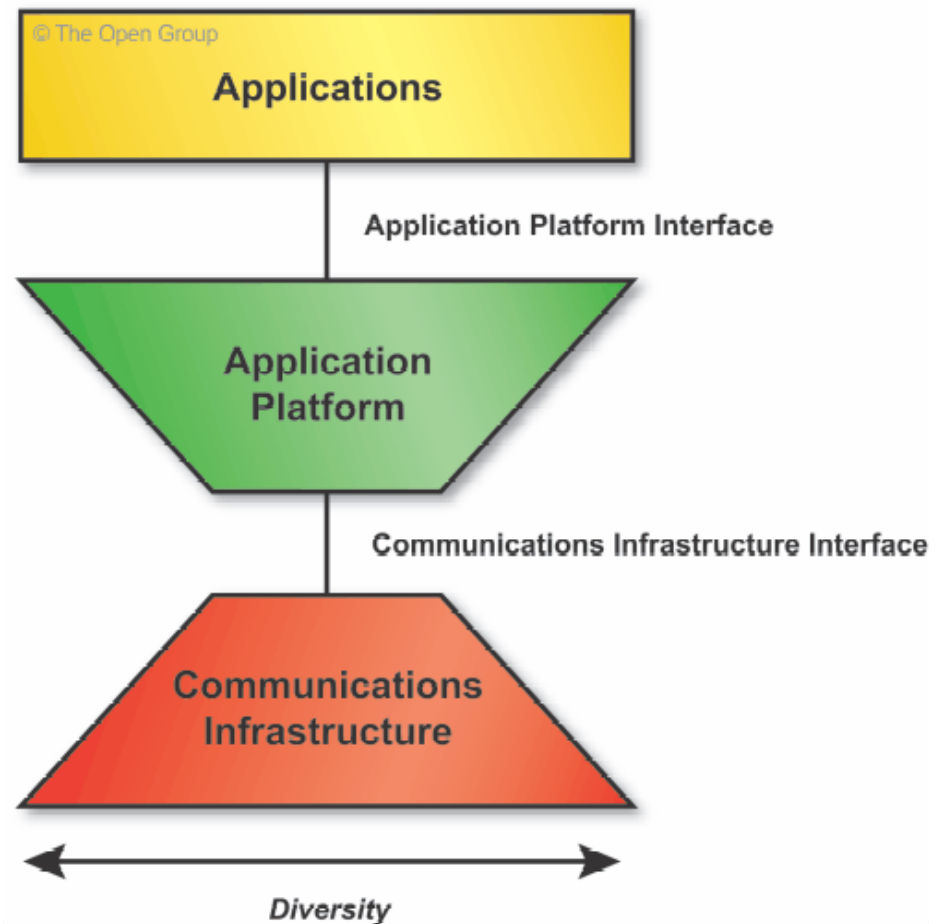 © The Open Group
Applications
Application Platform Interface
Application
Platform
Communications Infrastructure Interface
Communications
Infrastructure
Diversity